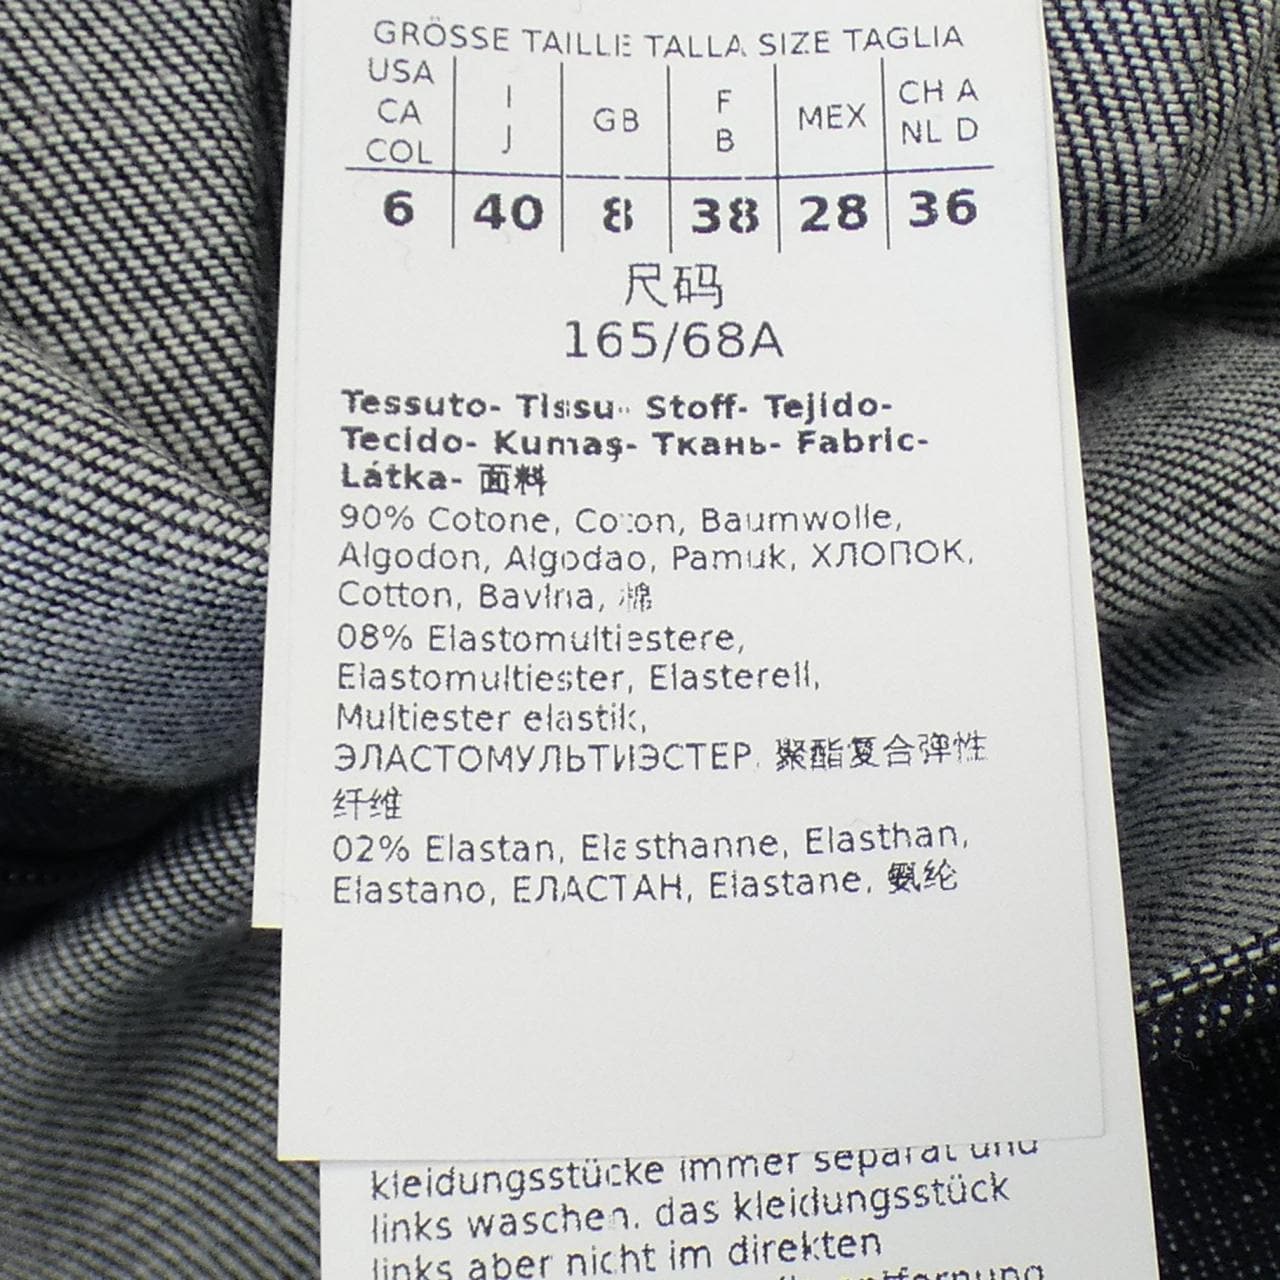 GRÖSSE TAILLE TALLA SIZE TAGLIA
USA CA COL I J GB F B MEX CH A NL D
6 40 8 38 28 36
尺码
165/68A
Tessuto- Tissu- Stoff- Tejido-
Tecido- Kumaş- Ткань- Fabric-
Látka- 面料
90% Cotone, Coton, Baumwolle,
Algodon, Algodao, Pamuk, ХЛОПОК,
Cotton, Bavlna, 棉
08% Elastomultiestere,
Elastomultiester, Elasterell,
Multiester elastik,
ЭЛАСТОМУЛЬТИЭСТЕР, 聚酯复合弹性
纤维
02% Elastan, Elasthanne, Elasthan,
Elastano, ЕЛАСТАН, Elastane, 氨纶
kleidungsstücke immer separat und
links waschen. das kleidungsstück
links aber nicht im direkten
entfernung